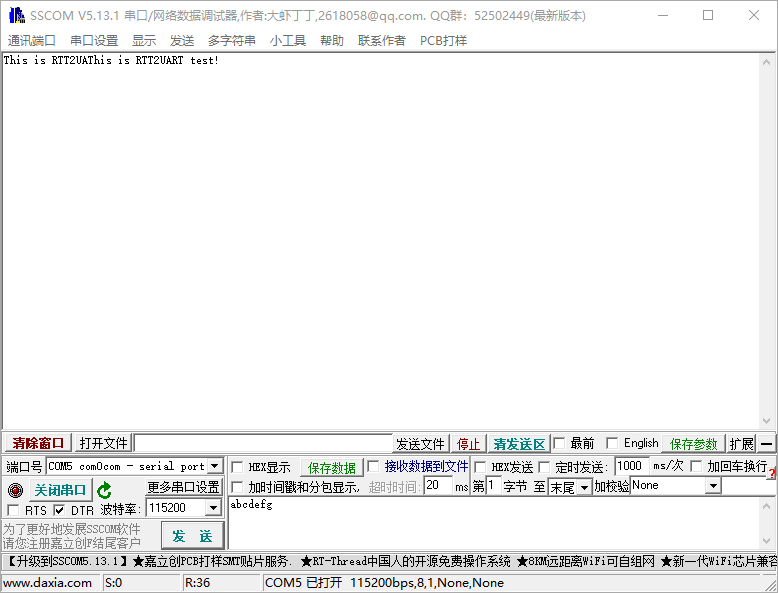 SSCOM V5.13.1 串口/网络数据调试器,作者:大虾丁丁,2618058@qq.com. QQ群：52502449(最新版本)
通讯端口 串口设置 显示 发送 多字符串 小工具 帮助 联系作者 PCB打样
This is RTT2UAThis is RTT2UART test!
清除窗口 打开文件 发送文件 停止 清发送区 最前 English 保存参数 扩展 —
端口号 COM5 com0com - serial port HEX显示 保存数据 接收数据到文件 HEX发送 定时发送: 1000 ms/次 加回车换行
关闭串口 更多串口设置 加时间戳和分包显示, 超时时间: 20 ms 第 1 字节 至 末尾 加校验 None ?
RTS DTR 波特率: 115200 abcdefg
为了更好地发展SSCOM软件
请您注册嘉立创F结尾客户
发 送
【升级到SSCOM5.13.1】★嘉立创PCB打样SMT贴片服务. ★RT-Thread中国人的开源免费操作系统 ★8KM远距离WiFi可自组网 ★新一代WiFi芯片兼容
www.daxia.com S:0 R:36 COM5 已打开 115200bps,8,1,None,None